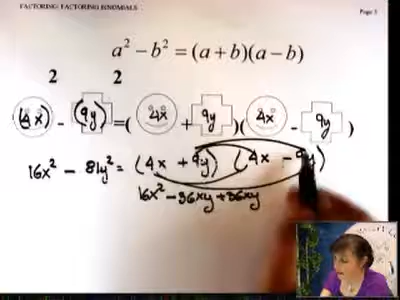 FACTORING: FACTORING BINOMIALS Page 3
a² − b² = (a + b)(a − b)
2 2
(4x) - (9y) = ( 4x + 9y )( 4x - 9y )
16x² - 81y² = (4x + 9y) (4x - 9y)
16x² - 36xy + 36xy